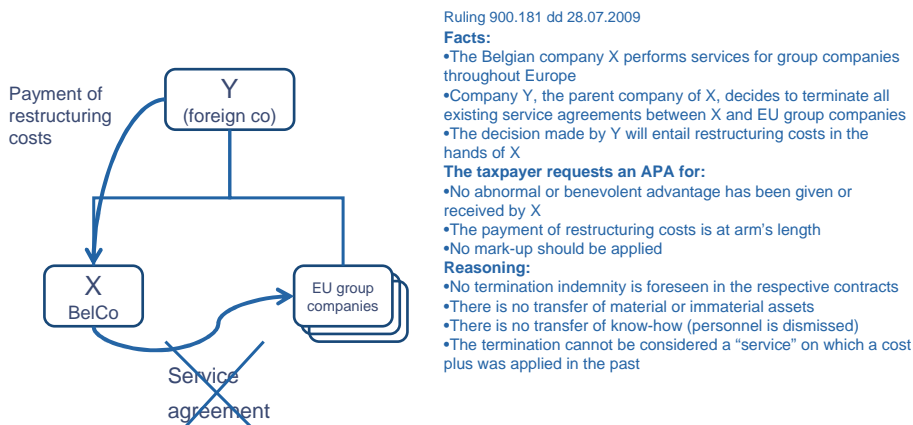 Payment of
restructuring
costs
Y
(foreign co)
X
BelCo
EU group
companies
Service
agreement
Ruling 900.181 dd 28.07.2009
Facts:
•The Belgian company X performs services for group companies
throughout Europe
•Company Y, the parent company of X, decides to terminate all
existing service agreements between X and EU group companies
•The decision made by Y will entail restructuring costs in the
hands of X
The taxpayer requests an APA for:
•No abnormal or benevolent advantage has been given or
received by X
•The payment of restructuring costs is at arm's length
•No mark-up should be applied
Reasoning:
•No termination indemnity is foreseen in the respective contracts
•There is no transfer of material or immaterial assets
•There is no transfer of know-how (personnel is dismissed)
•The termination cannot be considered a “service” on which a cost
plus was applied in the past